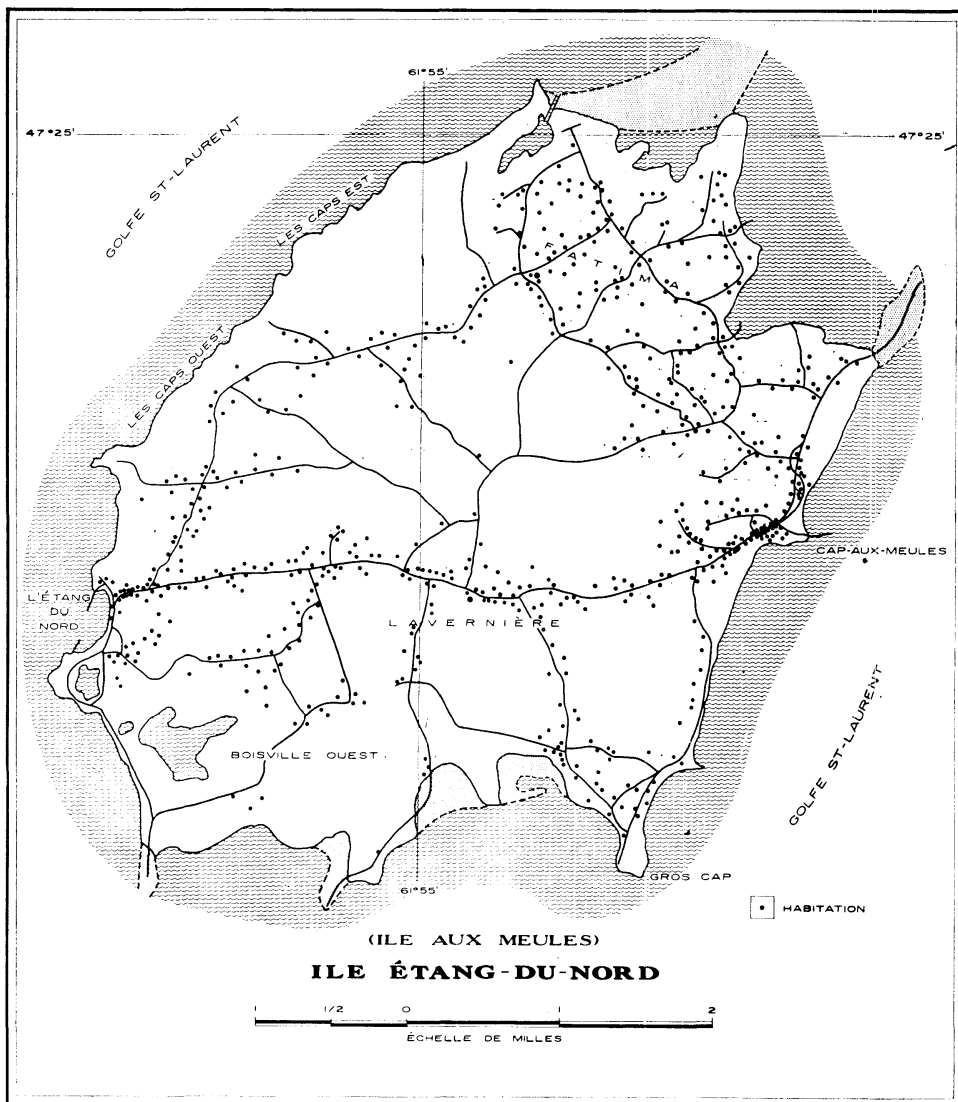 61°55'
47°25'
47°25'
GOLFE ST-LAURENT
LES CAPS EST
FATIMA
LES CAPS OUEST
CAP-AUX-MEULES
L'ÉTANG
DU
NORD
LAVERNIÈRE
BOISVILLE OUEST.
GOLFE ST-LAURENT
61°55'
GROS CAP
HABITATION
(ILE AUX MEULES)
ILE ÉTANG-DU-NORD
1 1/2 0 1 2
ÉCHELLE DE MILLES